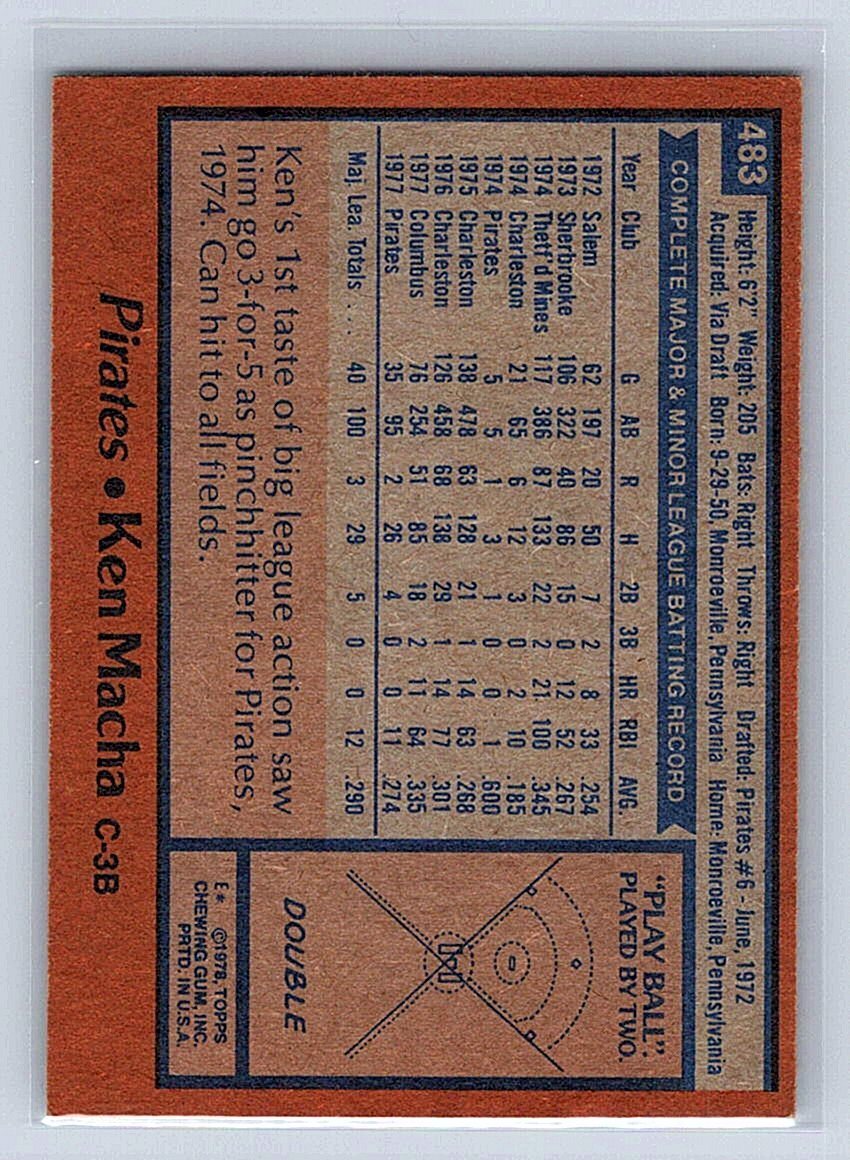 483
Height: 6'2" Weight: 205 Bats: Right Throws: Right Drafted: Pirates #6 - June, 1972
Acquired: Via Draft Born: 9-29-50, Monroeville, Pennsylvania Home: Monroeville, Pennsylvania
COMPLETE MAJOR & MINOR LEAGUE BATTING RECORD
Year Club G AB R H 2B 3B HR RBI AVG.
1972 Salem 62 197 20 50 7 2 8 33 .254
1973 Sherbrooke 106 322 40 86 15 0 12 52 .267
1974 Thetf'd Mines 117 386 87 133 22 2 21 100 .345
1974 Charleston 21 65 6 12 3 0 2 10 .185
1974 Pirates 5 5 1 3 1 0 0 1 .600
1975 Charleston 138 478 63 128 21 1 14 63 .268
1976 Charleston 126 458 68 138 29 1 14 77 .301
1977 Columbus 76 254 51 85 18 2 11 64 .335
1977 Pirates 35 95 2 26 4 0 0 11 .274
Maj. Lea. Totals . . . 40 100 3 29 5 0 0 12 .290
Ken's 1st taste of big league action saw
him go 3-for-5 as pinchhitter for Pirates,
1974. Can hit to all fields.
"PLAY BALL".
PLAYED BY TWO.
DOUBLE
E* ©1978, TOPPS
CHEWING GUM, INC.
PRTD. IN U.S.A.
Pirates • Ken Macha C-3B